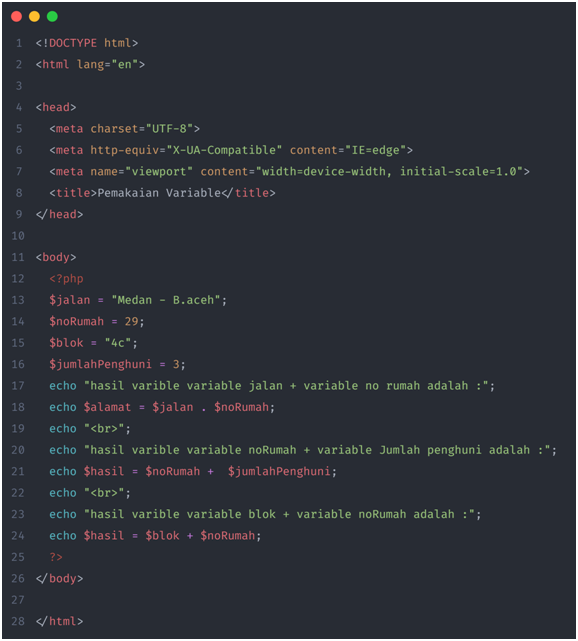 1 <!DOCTYPE html>
2 <html lang="en">
3
4 <head>
5   <meta charset="UTF-8">
6   <meta http-equiv="X-UA-Compatible" content="IE=edge">
7   <meta name="viewport" content="width=device-width, initial-scale=1.0">
8   <title>Pemakaian Variable</title>
9 </head>
10
11 <body>
12   <?php
13   $jalan = "Medan - B.aceh";
14   $noRumah = 29;
15   $blok = "4c";
16   $jumlahPenghuni = 3;
17   echo "hasil varible variable jalan + variable no rumah adalah :";
18   echo $alamat = $jalan . $noRumah;
19   echo "<br>";
20   echo "hasil varible variable noRumah + variable Jumlah penghuni adalah :";
21   echo $hasil = $noRumah +  $jumlahPenghuni;
22   echo "<br>";
23   echo "hasil varible variable blok + variable noRumah adalah :";
24   echo $hasil = $blok + $noRumah;
25   ?>
26 </body>
27
28 </html>